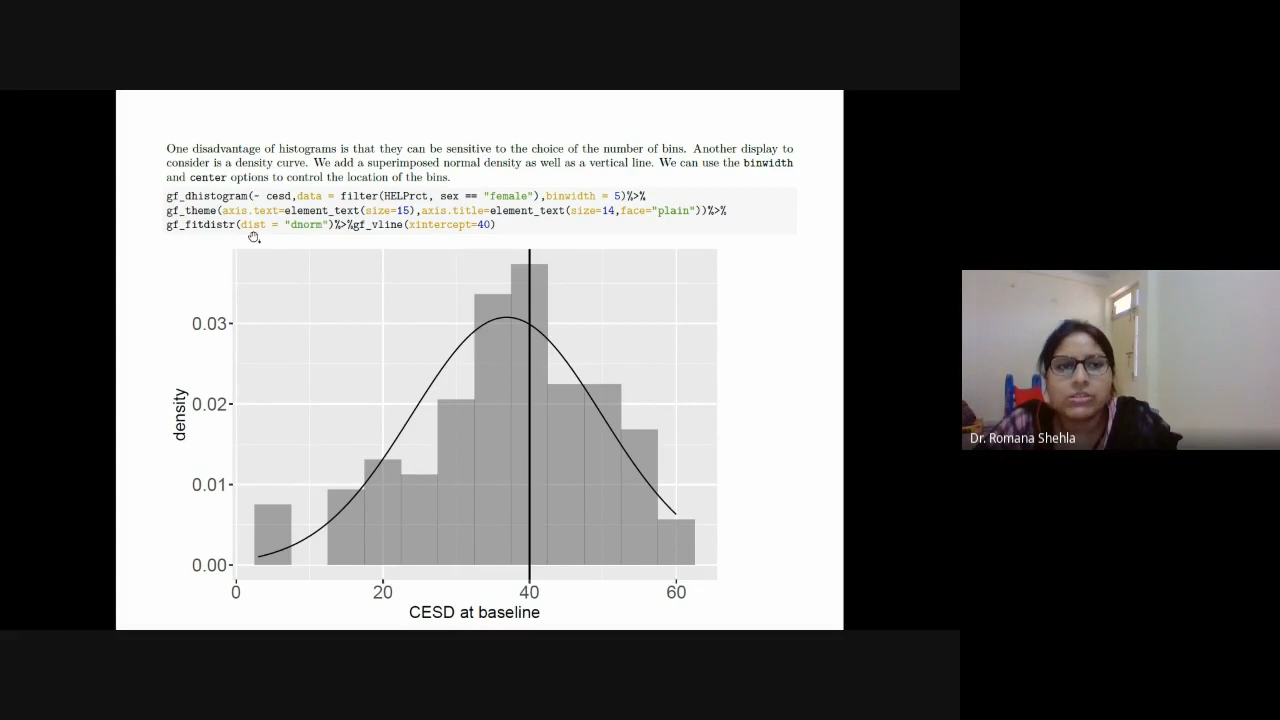 One disadvantage of histograms is that they can be sensitive to the choice of the number of bins. Another display to
consider is a density curve. We add a superimposed normal density as well as a vertical line. We can use the binwidth
and center options to control the location of the bins.
gf_dhistogram(~ cesd,data = filter(HELPrct, sex == "female"),binwidth = 5)%>%
gf_theme(axis.text=element_text(size=15),axis.title=element_text(size=14,face="plain"))%>%
gf_fitdistr(dist = "dnorm")%>%gf_vline(xintercept=40)
0.03
0.02
0.01
0.00
density
0 20 40 60
CESD at baseline
Dr. Romana Shehla